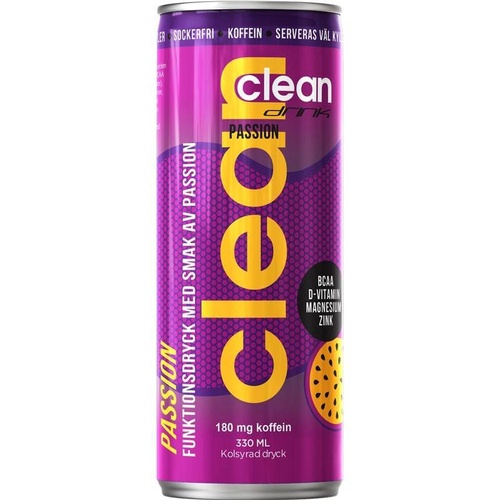 SOCKERFRI • KOFFEIN • SERVERAS VÄL
clean
drink
PASSION
clean
PASSION
FUNKTIONSDRYCK MED SMAK AV PASSION
BCAA
D-VITAMIN
MAGNESIUM
ZINK
180 mg koffein
330 ML
Kolsyrad dryck